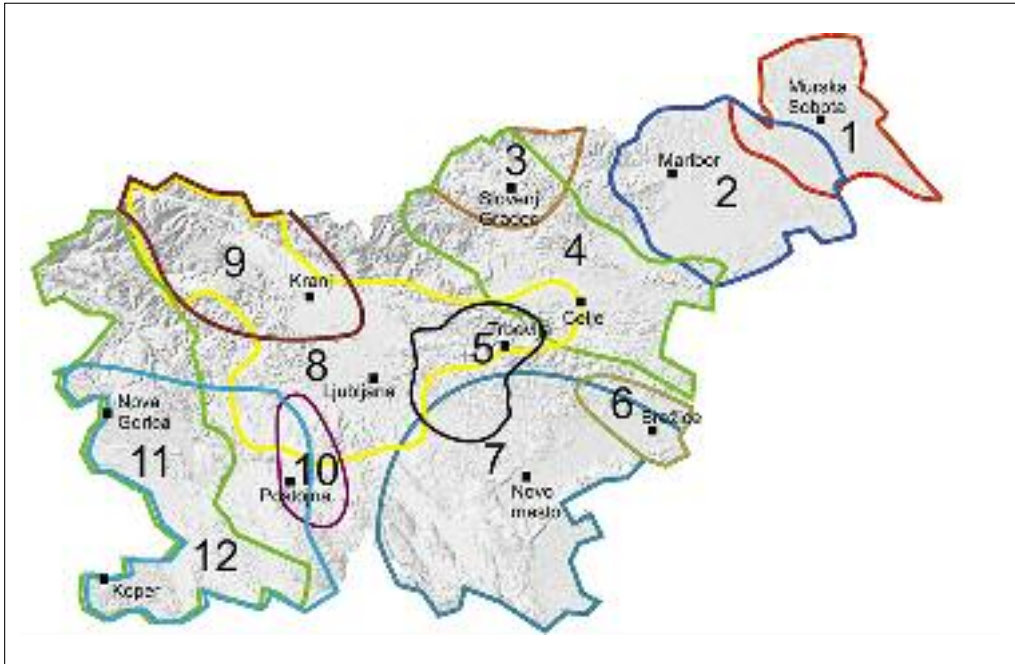 Murska
Sobota
1
Maribor
2
3
Slovenj
Gradec
4
9
Kranj
Celje
Trbovlje
5
8
Ljubljana
6
Brežice
Nova
Gorica
11
10
7
Postojna
Novo
mesto
12
Koper